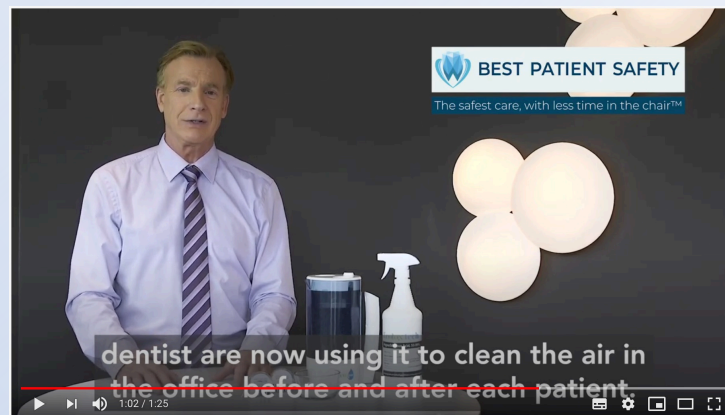 BEST PATIENT SAFETY
The safest care, with less time in the chair™
dentist are now using it to clean the air in
the office before and after each patient.
1:02 / 1:25